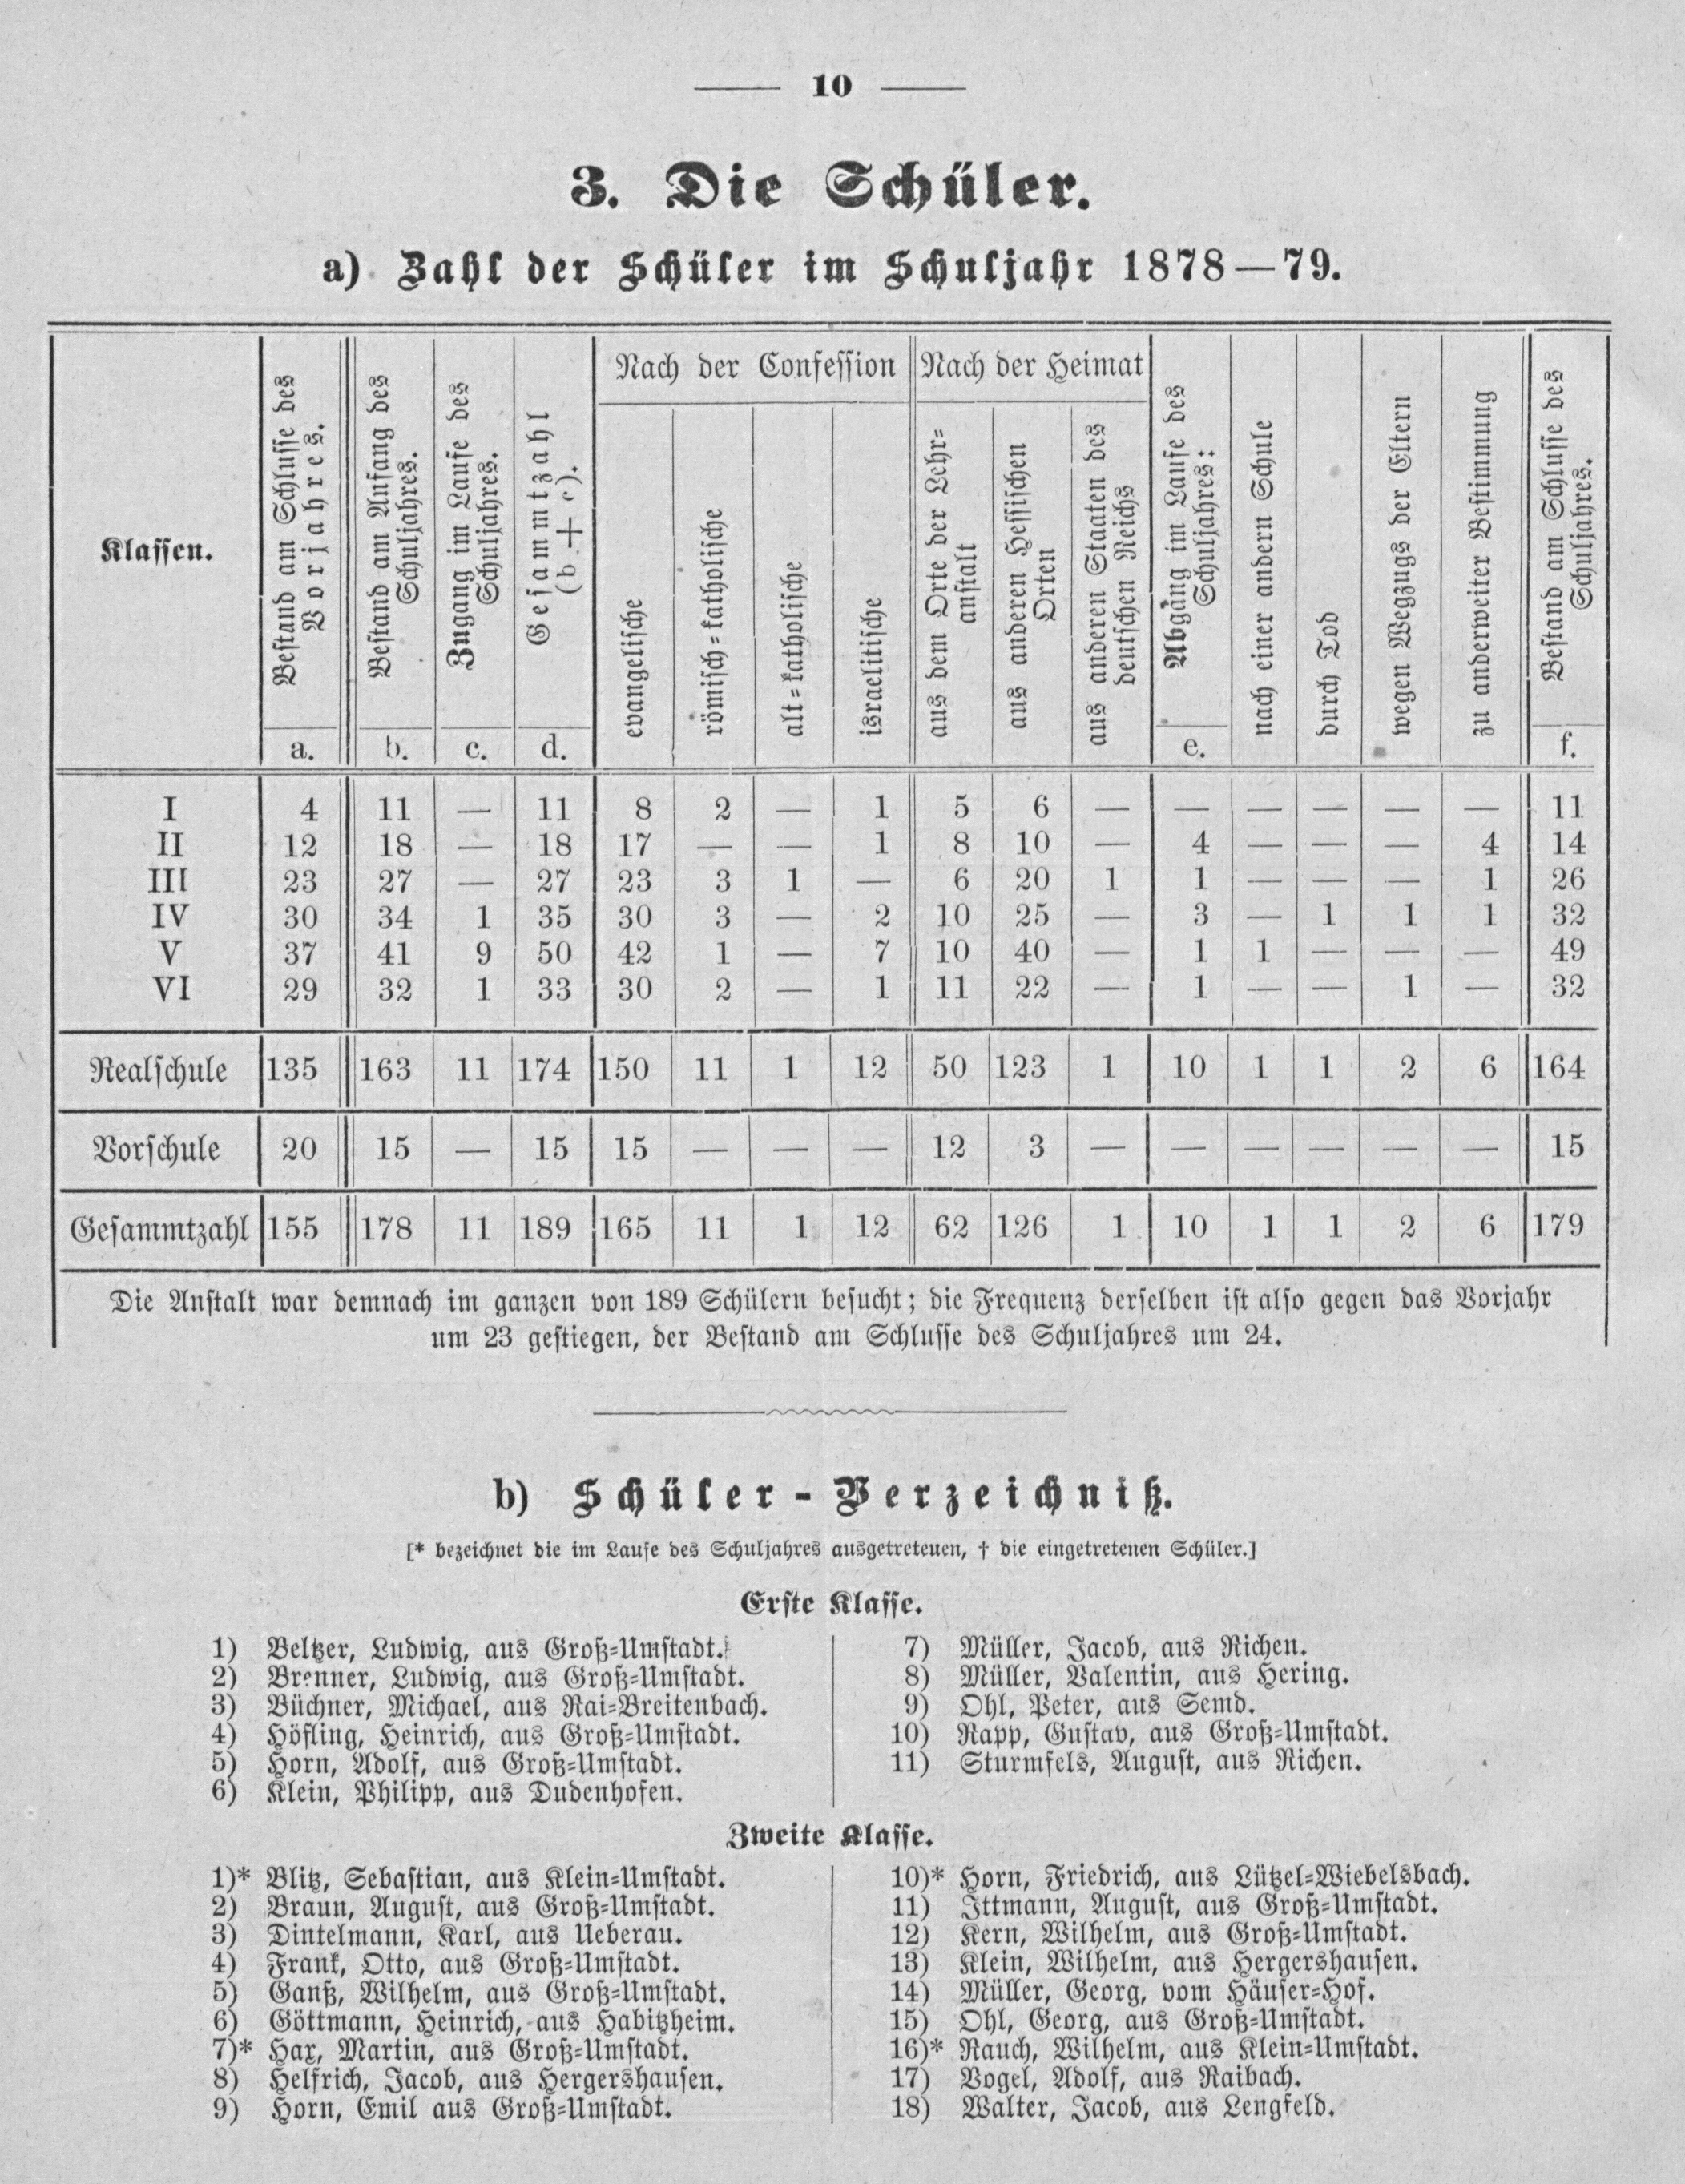 10
3. Die Schüler.
a) Zahl der Schüler im Schuljahr 1878—79.
Klassen.
Bestand am Schlusse des Vorjahres.
a.
Bestand am Anfang des Schuljahres.
b.
Zugang im Laufe des Schuljahres.
c.
Gesammtzahl (b + c).
d.
Nach der Confession
evangelische
römisch-katholische
alt-katholische
israelitische
Nach der Heimat
aus dem Orte der Lehranstalt
aus anderen Hessischen Orten
aus anderen Staaten des deutschen Reichs
Abgang im Laufe des Schuljahres:
e.
nach einer andern Schule
durch Tod
wegen Wegzugs der Eltern
zu anderweiter Bestimmung
Bestand am Schlusse des Schuljahres.
f.
I 4 11 — 11 8 2 — 1 5 6 — — — — — — 11
II 12 18 — 18 17 — — 1 8 10 — 4 — — — 4 14
III 23 27 — 27 23 3 1 — 6 20 1 1 — — — 1 26
IV 30 34 1 35 30 3 — 2 10 25 — 3 — 1 1 1 32
V 37 41 9 50 42 1 — 7 10 40 — 1 1 — — — 49
VI 29 32 1 33 30 2 — 1 11 22 — 1 — — 1 — 32
Realschule 135 163 11 174 150 11 1 12 50 123 1 10 1 1 2 6 164
Vorschule 20 15 — 15 15 — — — 12 3 — — — — — — 15
Gesammtzahl 155 178 11 189 165 11 1 12 62 126 1 10 1 1 2 6 179
Die Anstalt war demnach im ganzen von 189 Schülern besucht; die Frequenz derselben ist also gegen das Vorjahr
um 23 gestiegen, der Bestand am Schlusse des Schuljahres um 24.
b) Schüler-Verzeichniß.
[* bezeichnet die im Laufe des Schuljahres ausgetretenen, † die eingetretenen Schüler.]
Erste Klasse.
1) Beltzer, Ludwig, aus Groß-Umstadt.
2) Brenner, Ludwig, aus Groß-Umstadt.
3) Büchner, Michael, aus Rai-Breitenbach.
4) Höfling, Heinrich, aus Groß-Umstadt.
5) Horn, Adolf, aus Groß-Umstadt.
6) Klein, Philipp, aus Dudenhofen.
7) Müller, Jacob, aus Richen.
8) Müller, Valentin, aus Hering.
9) Ohl, Peter, aus Semd.
10) Rapp, Gustav, aus Groß-Umstadt.
11) Sturmfels, August, aus Richen.
Zweite Klasse.
1)* Blitz, Sebastian, aus Klein-Umstadt.
2) Braun, August, aus Groß-Umstadt.
3) Dintelmann, Karl, aus Ueberau.
4) Frank, Otto, aus Groß-Umstadt.
5) Ganß, Wilhelm, aus Groß-Umstadt.
6) Göttmann, Heinrich, aus Habitzheim.
7)* Hax, Martin, aus Groß-Umstadt.
8) Helfrich, Jacob, aus Hergershausen.
9) Horn, Emil aus Groß-Umstadt.
10)* Horn, Friedrich, aus Lützel-Wiebelsbach.
11) Ittmann, August, aus Groß-Umstadt.
12) Kern, Wilhelm, aus Groß-Umstadt.
13) Klein, Wilhelm, aus Hergershausen.
14) Müller, Georg, vom Häuser-Hof.
15) Ohl, Georg, aus Groß-Umstadt.
16)* Rauch, Wilhelm, aus Klein-Umstadt.
17) Vogel, Adolf, aus Raibach.
18) Walter, Jacob, aus Lengfeld.